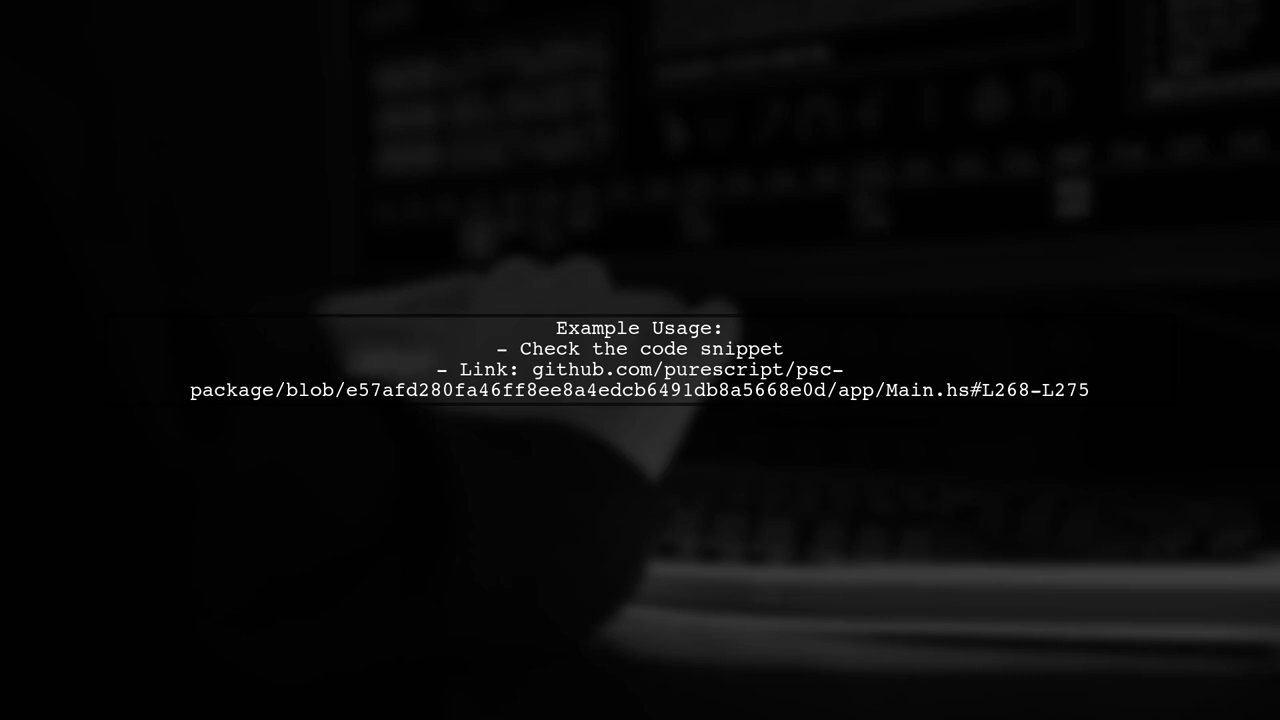 Example Usage:
- Check the code snippet
- Link: github.com/purescript/psc-
package/blob/e57afd280fa46ff8ee8a4edcb6491db8a5668e0d/app/Main.hs#L268-L275